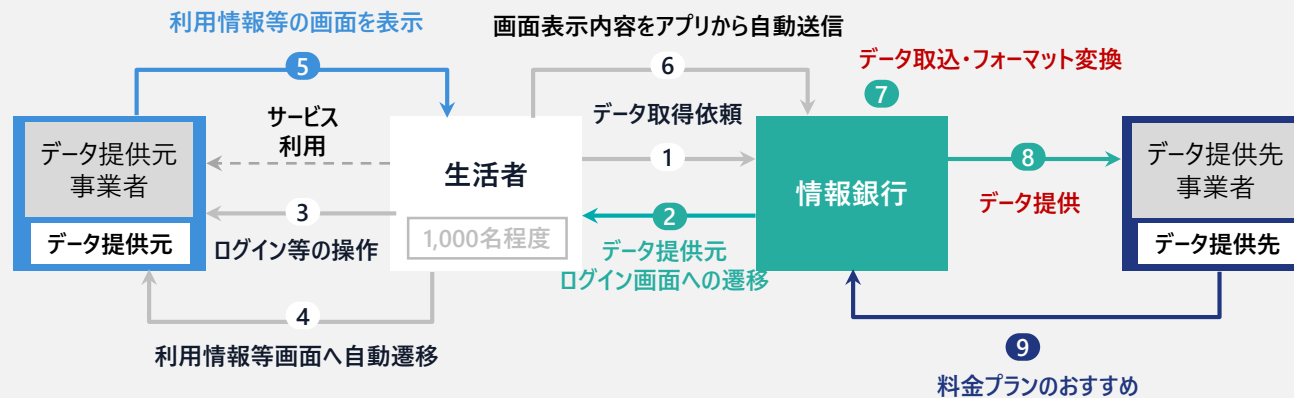 利用情報等の画面を表示
画面表示内容をアプリから自動送信
5
6
データ取込・フォーマット変換
7
サービス
利用
データ取得依頼
1
データ提供元
事業者
データ提供元
生活者
1,000名程度
情報銀行
8
データ提供
データ提供先
事業者
データ提供先
3
ログイン等の操作
2
データ提供元
ログイン画面への遷移
4
利用情報等画面へ自動遷移
9
料金プランのおすすめ